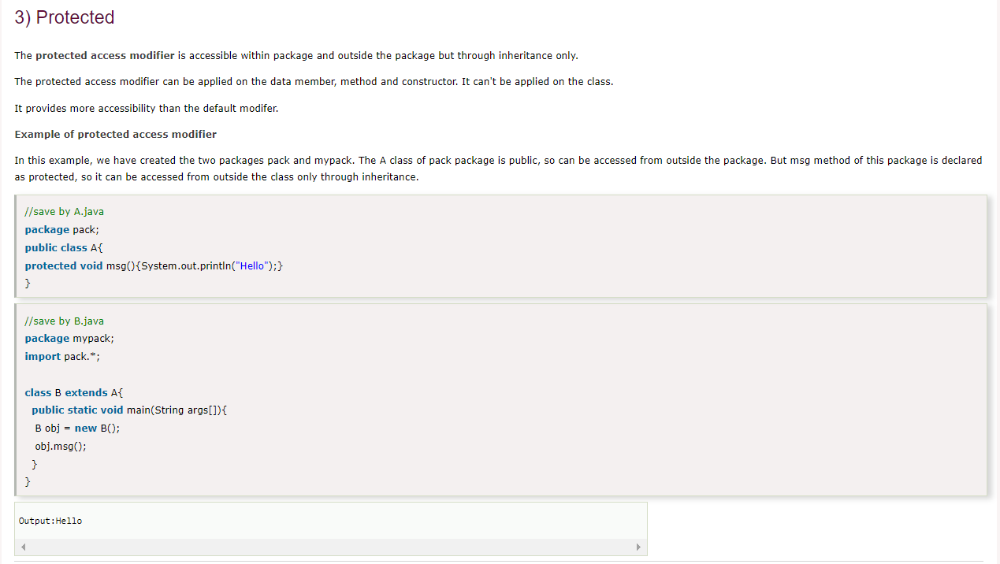 3) Protected
The protected access modifier is accessible within package and outside the package but through inheritance only.
The protected access modifier can be applied on the data member, method and constructor. It can't be applied on the class.
It provides more accessibility than the default modifer.
Example of protected access modifier
In this example, we have created the two packages pack and mypack. The A class of pack package is public, so can be accessed from outside the package. But msg method of this package is declared
as protected, so it can be accessed from outside the class only through inheritance.
//save by A.java
package pack;
public class A{
protected void msg(){System.out.println("Hello");}
}
//save by B.java
package mypack;
import pack.*;
class B extends A{
public static void main(String args[]){
B obj = new B();
obj.msg();
}
}
Output:Hello